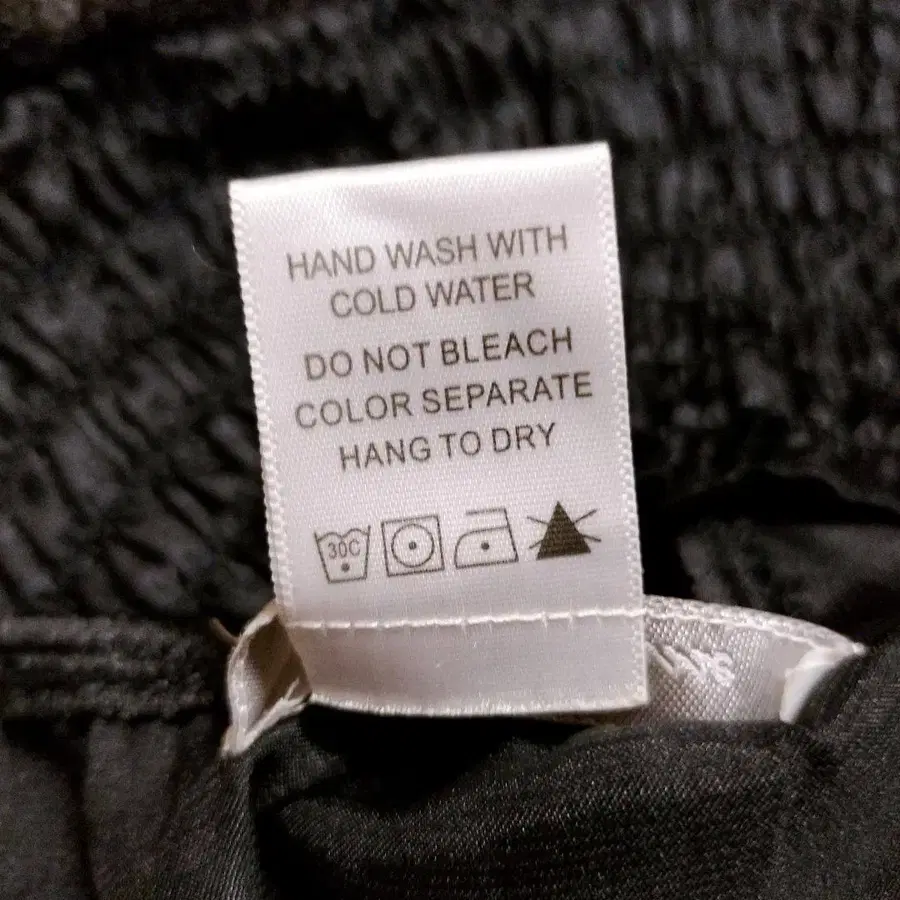 HAND WASH WITH
COLD WATER
DO NOT BLEACH
COLOR SEPARATE
HANG TO DRY
30C